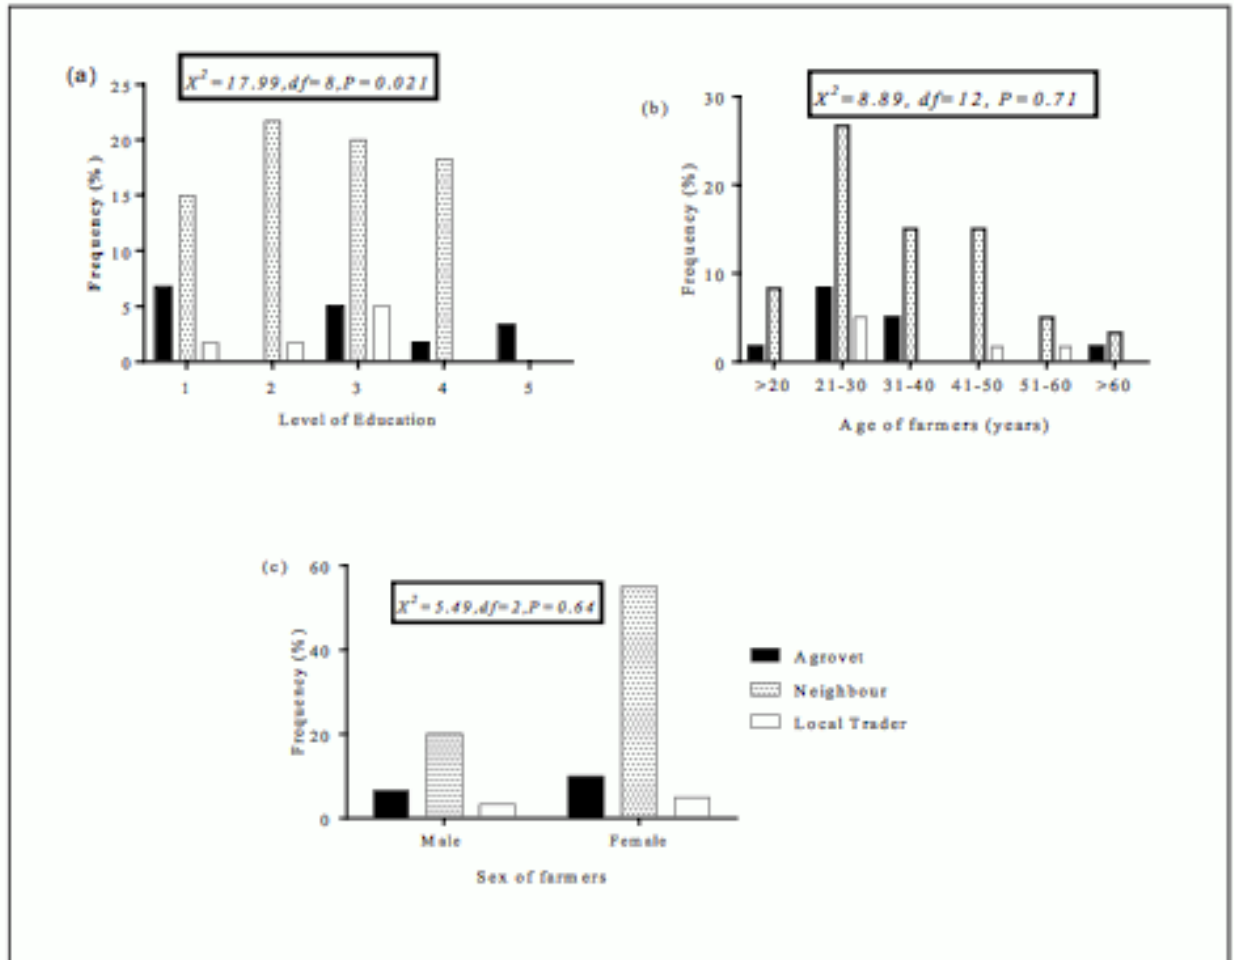 (a)
X²=17.99,df=8,P=0.021
25
20
15
10
5
0
Frequency (%)
1 2 3 4 5
Level of Education
(b)
X²=8.89, df=12, P=0.71
30
20
10
0
Frequency (%)
>20 21-30 31-40 41-50 51-60 >60
Age of farmers (years)
(c)
X²=5.49,df=2,P=0.64
60
40
20
0
Frequency (%)
Male Female
Sex of farmers
Agrovet
Neighbour
Local Trader